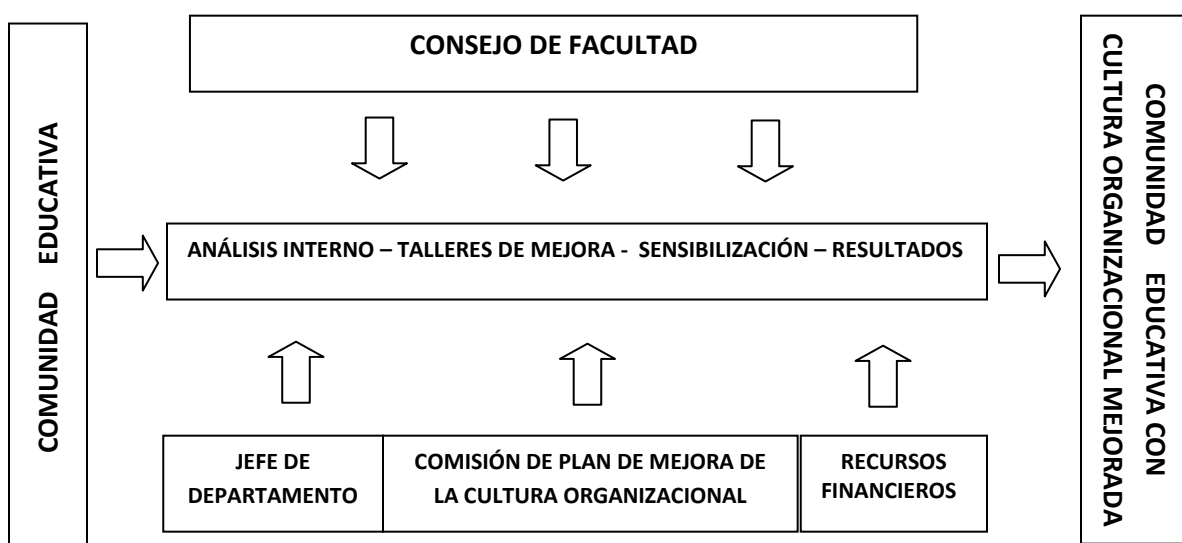 COMUNIDAD EDUCATIVA
CONSEJO DE FACULTAD
ANÁLISIS INTERNO – TALLERES DE MEJORA - SENSIBILIZACIÓN – RESULTADOS
JEFE DE
DEPARTAMENTO
COMISIÓN DE PLAN DE MEJORA DE
LA CULTURA ORGANIZACIONAL
RECURSOS
FINANCIEROS
COMUNIDAD EDUCATIVA CON
CULTURA ORGANIZACIONAL MEJORADA